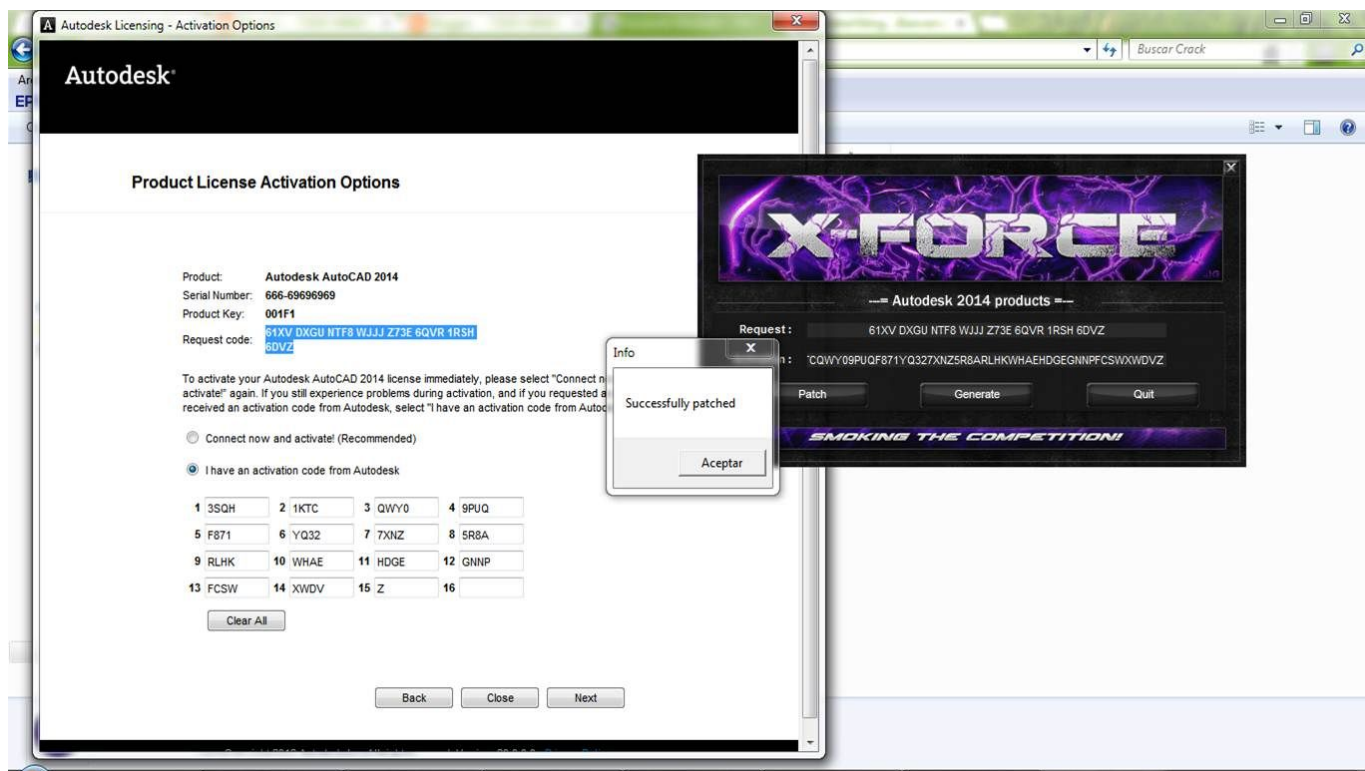 Autodesk Licensing - Activation Options
Buscar Crack
Autodesk
Product License Activation Options
Product: Autodesk AutoCAD 2014
Serial Number: 666-69696969
Product Key: 001F1
Request code: 61XV DXGU NTF8 WJJJ Z73E 6QVR 1RSH
6DVZ
To activate your Autodesk AutoCAD 2014 license immediately, please select "Connect
activate!" again. If you still experience problems during activation, and if you requested
received an activation code from Autodesk, select "I have an activation code from
Connect now and activate! (Recommended)
I have an activation code from Autodesk
1 3SQH 2 1KTC 3 QWY0 4 9PUQ
5 F871 6 YQ32 7 7XNZ 8 5R8A
9 RLHK 10 WHAE 11 HDGE 12 GNNP
13 FCSW 14 XWDV 15 Z 16
Clear All
Back Close Next
X-FORCE
---= Autodesk 2014 products =---
Request: 61XV DXGU NTF8 WJJJ Z73E 6QVR 1RSH 6DVZ
CQWY09PUQF871YQ327XNZ5R8ARLHKWHAEHDGEGNNPFCSWXWDVZ
Patch Generate Quit
SMOKING THE COMPETITION!
Info
Successfully patched
Aceptar